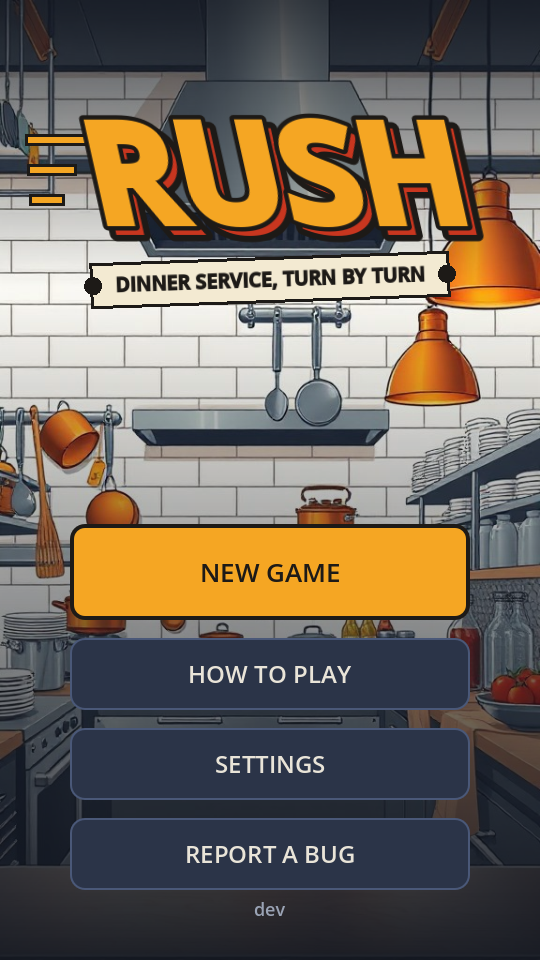 RUSH
DINNER SERVICE, TURN BY TURN
NEW GAME
HOW TO PLAY
SETTINGS
REPORT A BUG
dev